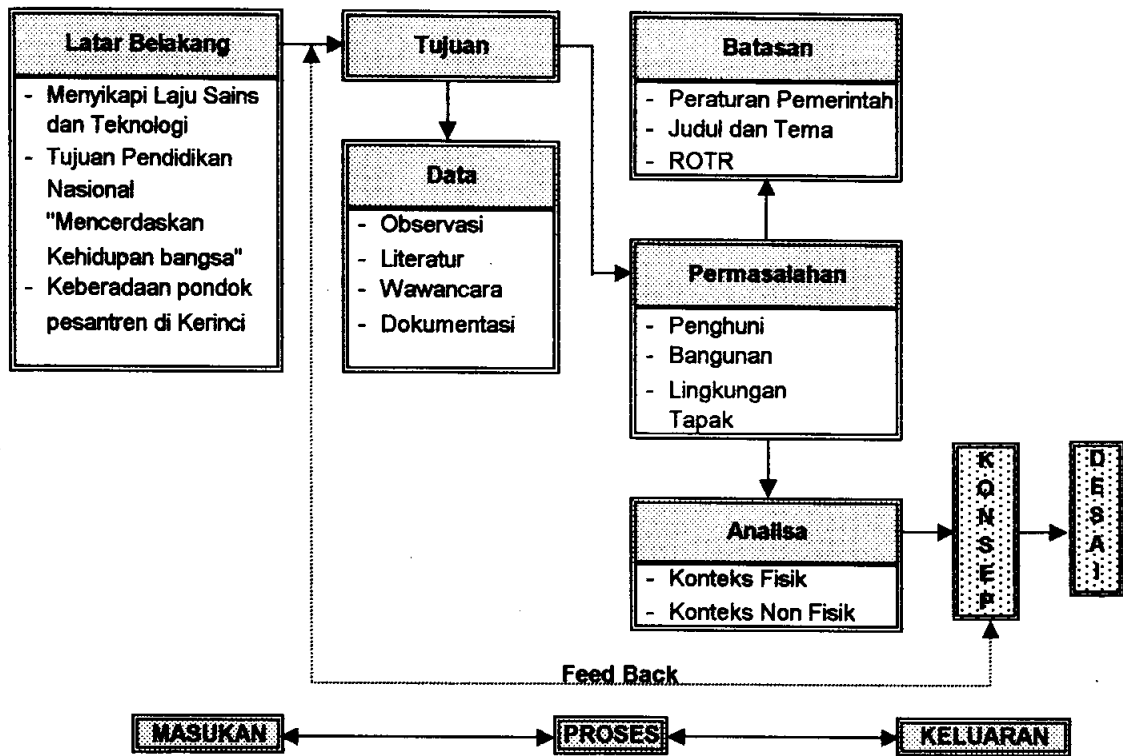 Latar Belakang
- Menyikapi Laju Sains
dan Teknologi
- Tujuan Pendidikan
Nasional
"Mencerdaskan
Kehidupan bangsa"
- Keberadaan pondok
pesantren di Kerinci
Tujuan
Data
- Observasi
- Literatur
- Wawancara
- Dokumentasi
Batasan
- Peraturan Pemerintah
- Judul dan Tema
- ROTR
Permasalahan
- Penghuni
- Bangunan
- Lingkungan
Tapak
Analisa
- Konteks Fisik
- Konteks Non Fisik
K
O
N
S
E
P
D
E
S
A
I
Feed Back
MASUKAN
PROSES
KELUARAN